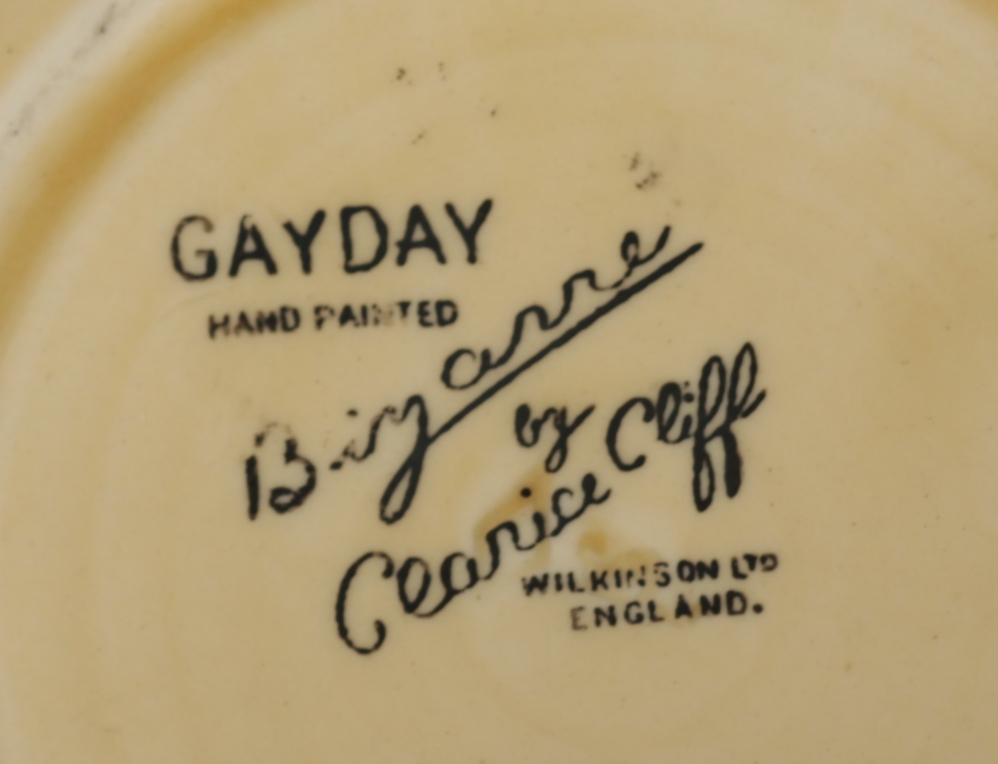 GAYDAY
HAND PAINTED
Bizarre
by
Clarice Cliff
WILKINSON LTD
ENGLAND.